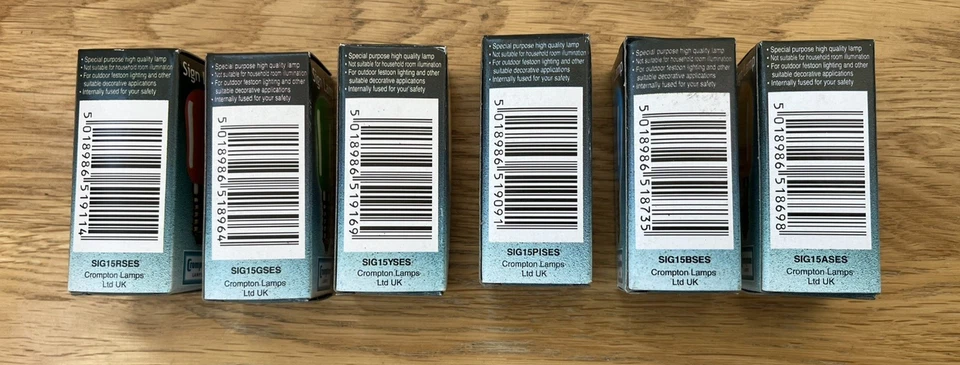 • Special purpose high quality lamp
• Not suitable for household room illumination
• For outdoor festoon lighting and other
suitable decorative applications
• Internally fused for your safety
Sign
5 018986 519114
SIG15RSES
Crompton Lamps
Ltd UK
• Special purpose high quality lamp
• Not suitable for household room illumination
• For outdoor festoon lighting and other
suitable decorative applications
• Internally fused for your safety
5 018986 518964
SIG15GSES
Crompton Lamps
Ltd UK
• Special purpose high quality lamp
• Not suitable for household room illumination
• For outdoor festoon lighting and other
suitable decorative applications
• Internally fused for your safety
5 018986 519169
SIG15YSES
Crompton Lamps
Ltd UK
• Special purpose high quality lamp
• Not suitable for household room illumination
• For outdoor festoon lighting and other
suitable decorative applications
• Internally fused for your safety
5 018986 519091
SIG15PISES
Crompton Lamps
Ltd UK
• Special purpose high quality lamp
• Not suitable for household room illumination
• For outdoor festoon lighting and other
suitable decorative applications
• Internally fused for your safety
5 018986 518735
SIG15BSES
Crompton Lamps
Ltd UK
• Special purpose high quality lamp
• Not suitable for household room illumination
• For outdoor festoon lighting and other
suitable decorative applications
• Internally fused for your safety
5 018986 518698
SIG15ASES
Crompton Lamps
Ltd UK